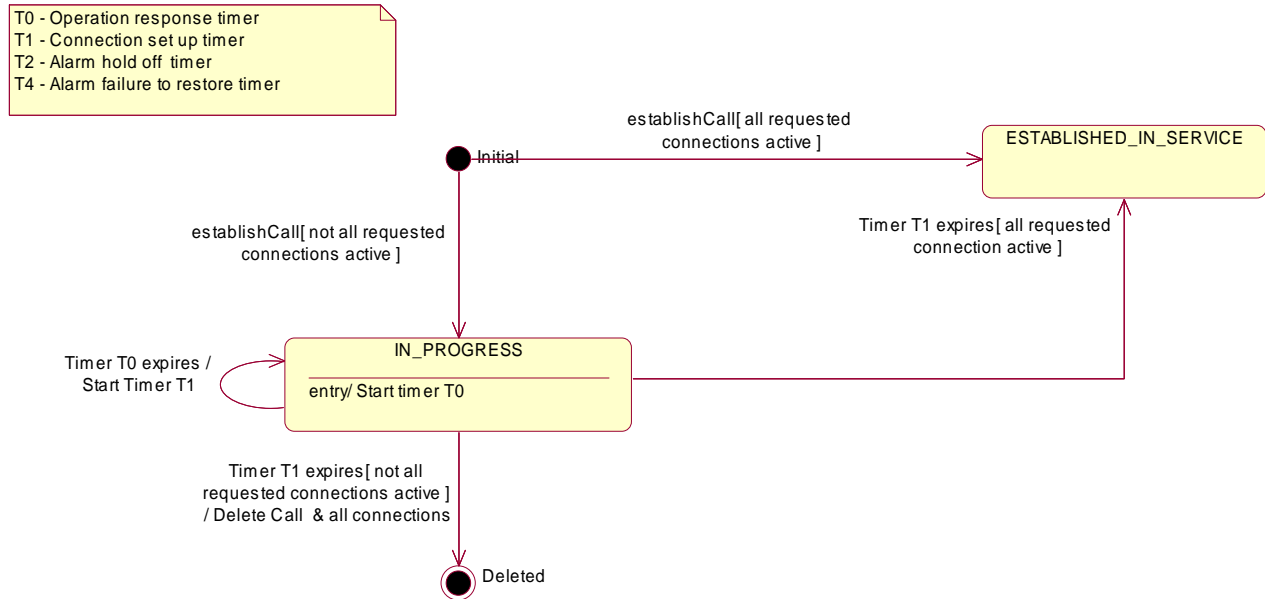 T0 - Operation response timer
T1 - Connection set up timer
T2 - Alarm hold off timer
T4 - Alarm failure to restore timer
establishCall[ all requested
connections active ]
ESTABLISHED_IN_SERVICE
Initial
establishCall[ not all requested
connections active ]
Timer T1 expires[ all requested
connection active ]
IN_PROGRESS
Timer T0 expires /
Start Timer T1
entry/ Start timer T0
Timer T1 expires[ not all
requested connections active ]
/ Delete Call & all connections
Deleted